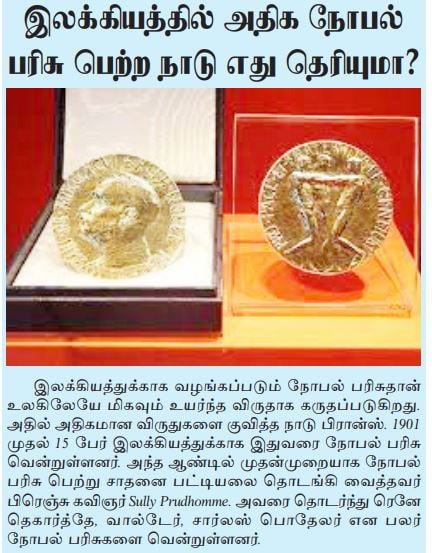 இலக்கியத்தில் அதிக நோபல்
பரிசு பெற்ற நாடு எது தெரியுமா?
இலக்கியத்துக்காக வழங்கப்படும் நோபல் பரிசுதான்
உலகிலேயே மிகவும் உயர்ந்த விருதாக கருதப்படுகிறது.
அதில் அதிகமான விருதுகளை குவித்த நாடு பிரான்ஸ். 1901
முதல் 15 பேர் இலக்கியத்துக்காக இதுவரை நோபல் பரிசு
வென்றுள்ளனர். அந்த ஆண்டில் முதன்முறையாக நோபல்
பரிசு பெற்று சாதனை பட்டியலை தொடங்கி வைத்தவர்
பிரெஞ்சு கவிஞர் Sully Prudhomme. அவரை தொடர்ந்து ரெனே
தெகார்த்தே, வால்டேர், சார்லஸ் பொதேலர் என பலர்
நோபல் பரிசுகளை வென்றுள்ளனர்.